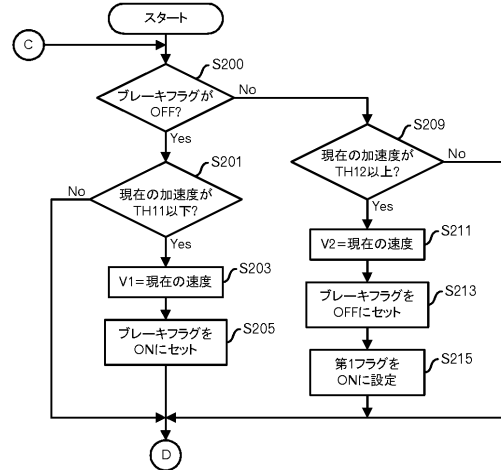 スタート
C
S200
ブレーキフラグが
OFF?
No
Yes
S201
現在の加速度が
TH11以下?
No
Yes
S203
V1=現在の速度
S205
ブレーキフラグを
ONにセット
S209
現在の加速度が
TH12以上?
No
Yes
S211
V2=現在の速度
S213
ブレーキフラグを
OFFにセット
S215
第1フラグを
ONに設定
D